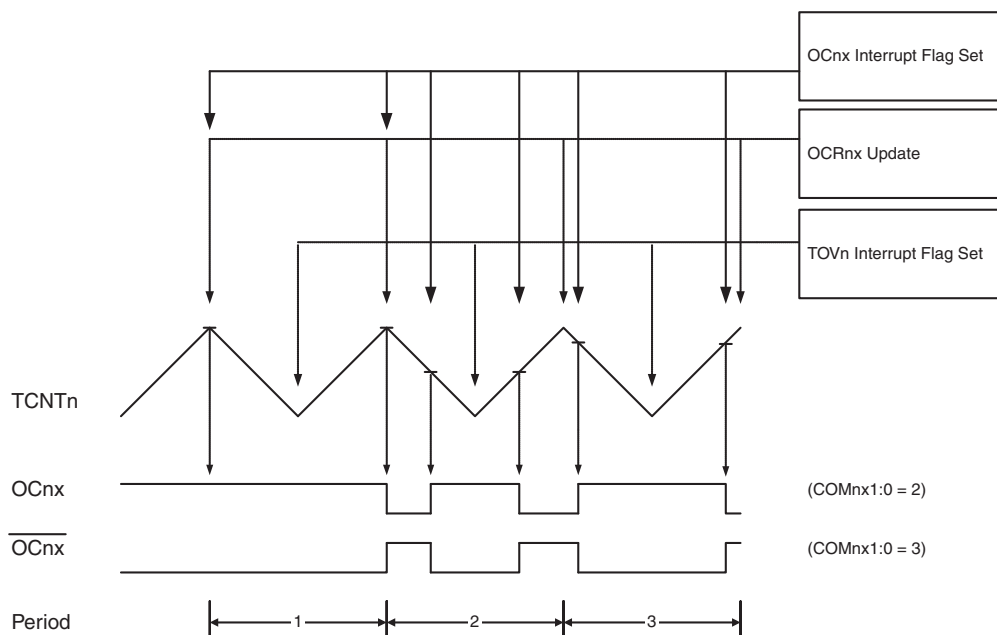 OCnx Interrupt Flag Set
OCRnx Update
TOVn Interrupt Flag Set
TCNTn
OCnx
(COMnx1:0 = 2)
OCnx
(COMnx1:0 = 3)
Period
1
2
3